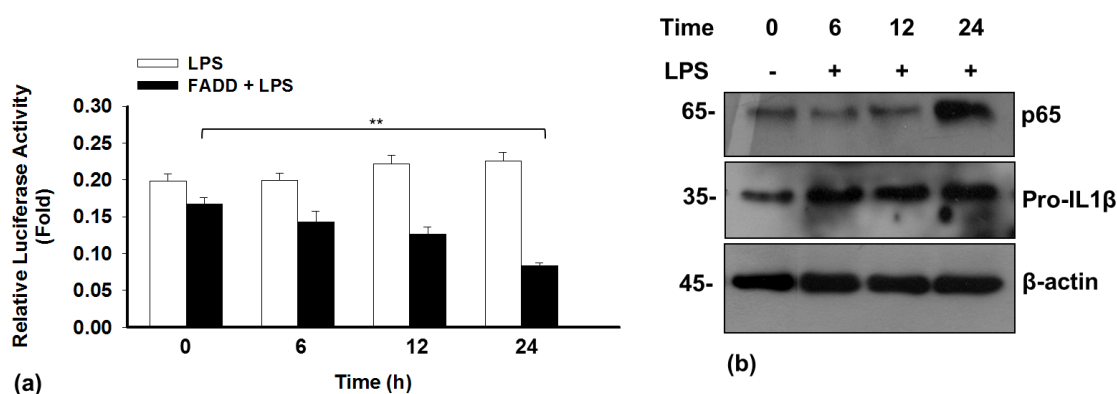 LPS
FADD + LPS
**
Relative Luciferase Activity
(Fold)
0.30
0.25
0.20
0.15
0.10
0.05
0.00
0 6 12 24
Time (h)
(a)
Time 0 6 12 24
LPS - + + +
65- p65
35- Pro-IL1β
45- β-actin
(b)